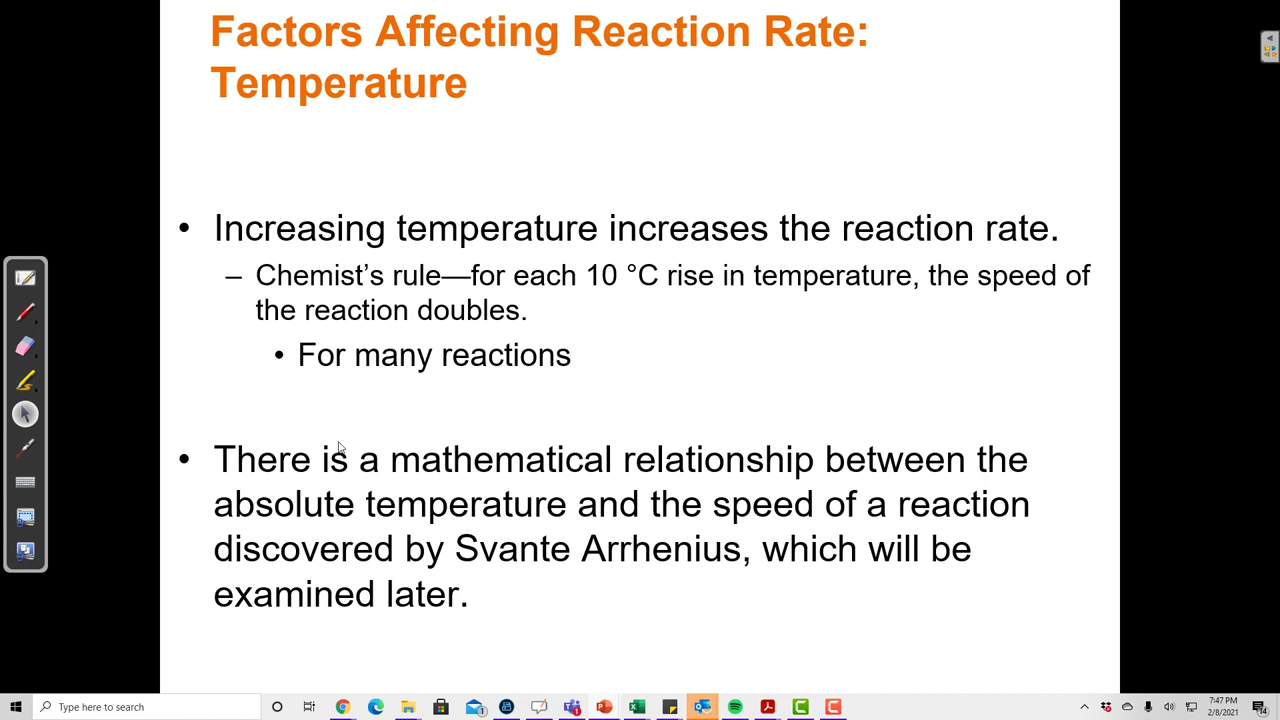 Factors Affecting Reaction Rate:
Temperature
• Increasing temperature increases the reaction rate.
– Chemist’s rule—for each 10 °C rise in temperature, the speed of
the reaction doubles.
• For many reactions
• There is a mathematical relationship between the
absolute temperature and the speed of a reaction
discovered by Svante Arrhenius, which will be
examined later.
Type here to search
7:47 PM
2/8/2021